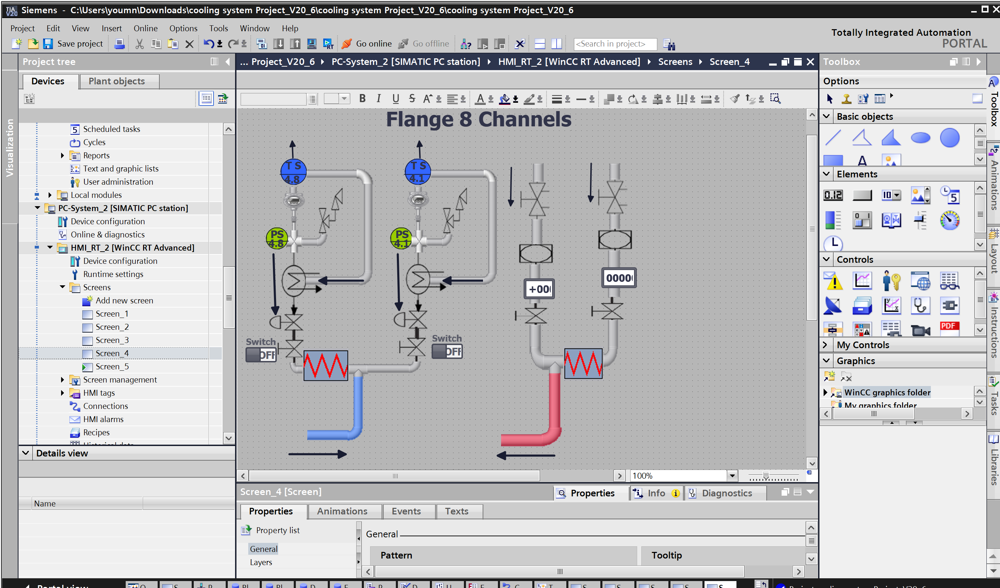 TIA V20 Siemens - C:\Users\youmn\Downloads\cooling system Project_V20_6\cooling system Project_V20_6\cooling system Project_V20_6
Project Edit View Insert Online Options Tools Window Help
Totally Integrated Automation
PORTAL
Save project Go online Go offline <Search in project>
Project tree
... Project_V20_6 PC-System_2 [SIMATIC PC station] HMI_RT_2 [WinCC RT Advanced] Screens Screen_4
Toolbox
Devices Plant objects
Options
Visualization
Basic objects
Flange 8 Channels
Scheduled tasks
Cycles
Reports
Text and graphic lists
User administration
Local modules
PC-System_2 [SIMATIC PC station]
Device configuration
Online & diagnostics
HMI_RT_2 [WinCC RT Advanced]
Device configuration
Runtime settings
Screens
Add new screen
Screen_1
Screen_2
Screen_3
Screen_4
Screen_5
Screen management
HMI tags
Connections
HMI alarms
Recipes
Historical data
T S
4.8
T S
4.1
PS
4.8
PS
4.1
+00
0000
Switch
OFF
Switch
OFF
Elements
0.12
10
5
0 1
Controls
PDF
My Controls
Graphics
WinCC graphics folder
My graphics folder
Toolbox
Animations
Layout
Instructions
Tasks
Libraries
Details view
Name
100%
Screen_4 [Screen]
Properties Info Diagnostics
Properties Animations Events Texts
Property list
General
Layers
General
Pattern
Tooltip
Portal view